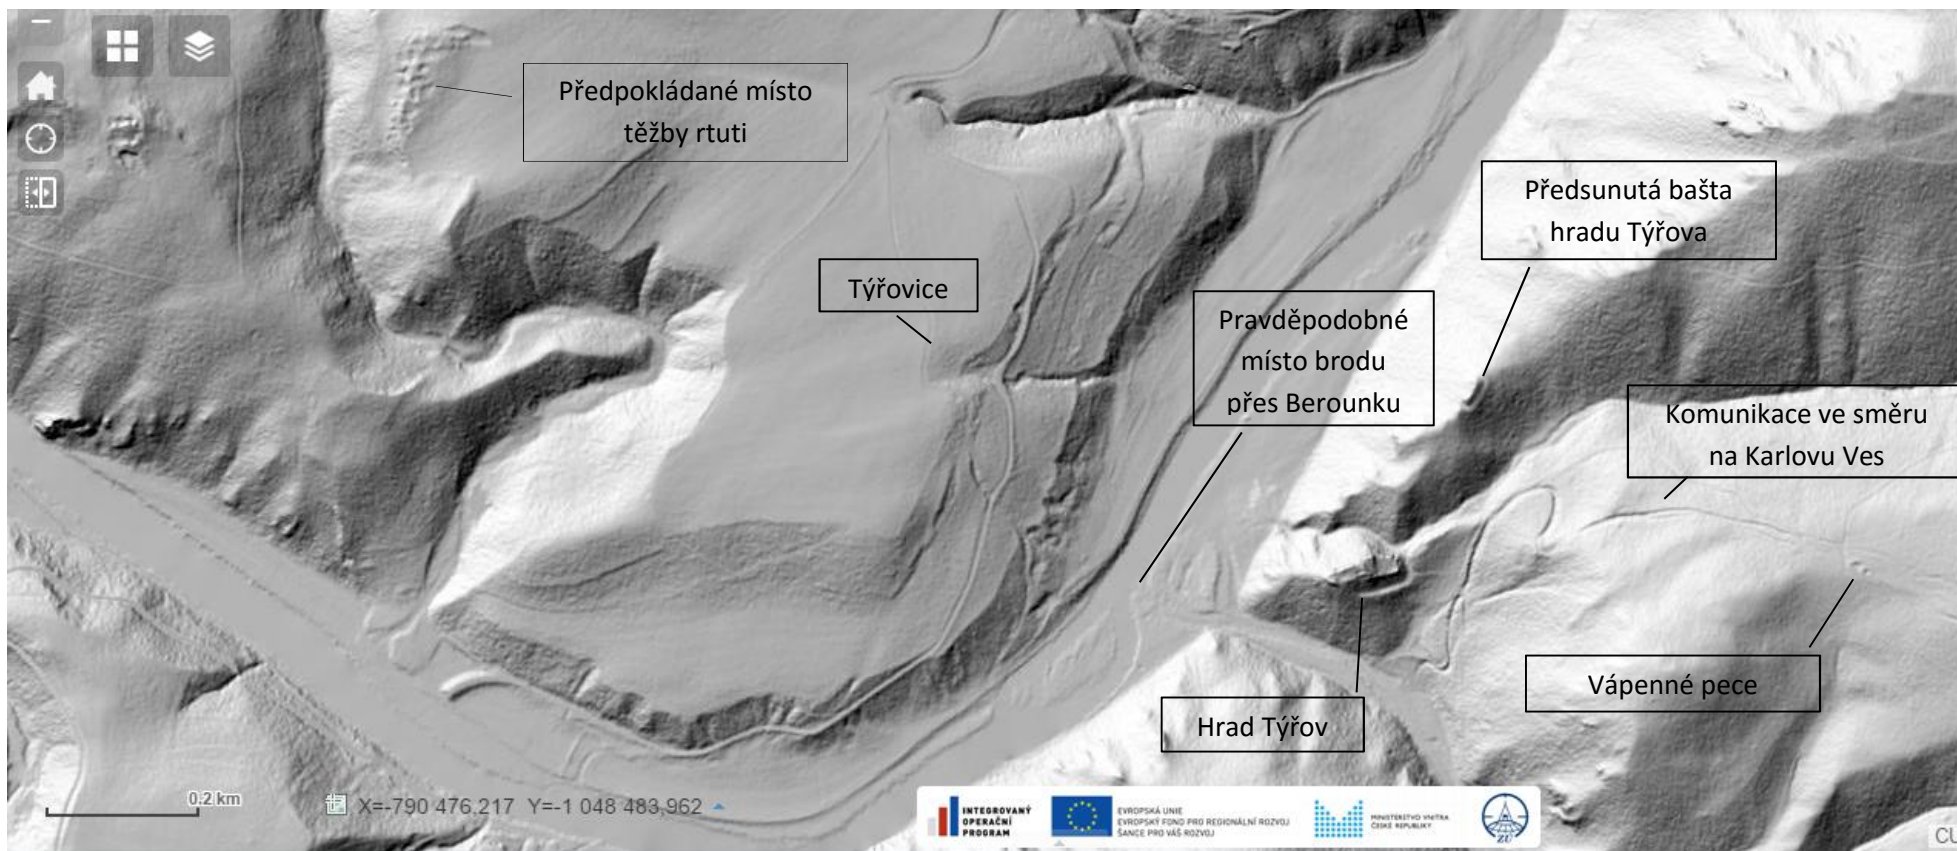 Předpokládané místo
těžby rtuti
Předsunutá bašta
hradu Týřova
Týřovice
Pravděpodobné
místo brodu
přes Berounku
Komunikace ve směru
na Karlovu Ves
Vápenné pece
Hrad Týřov
0.2 km
X=-790 476,217 Y=-1 048 483,962
INTEGROVANÝ
OPERAČNÍ
PROGRAM
EVROPSKÁ UNIE
EVROPSKÝ FOND PRO REGIONÁLNÍ ROZVOJ
ŠANCE PRO VÁŠ ROZVOJ
MINISTERSTVO VNITRA
ČESKÉ REPUBLIKY
ZÚ